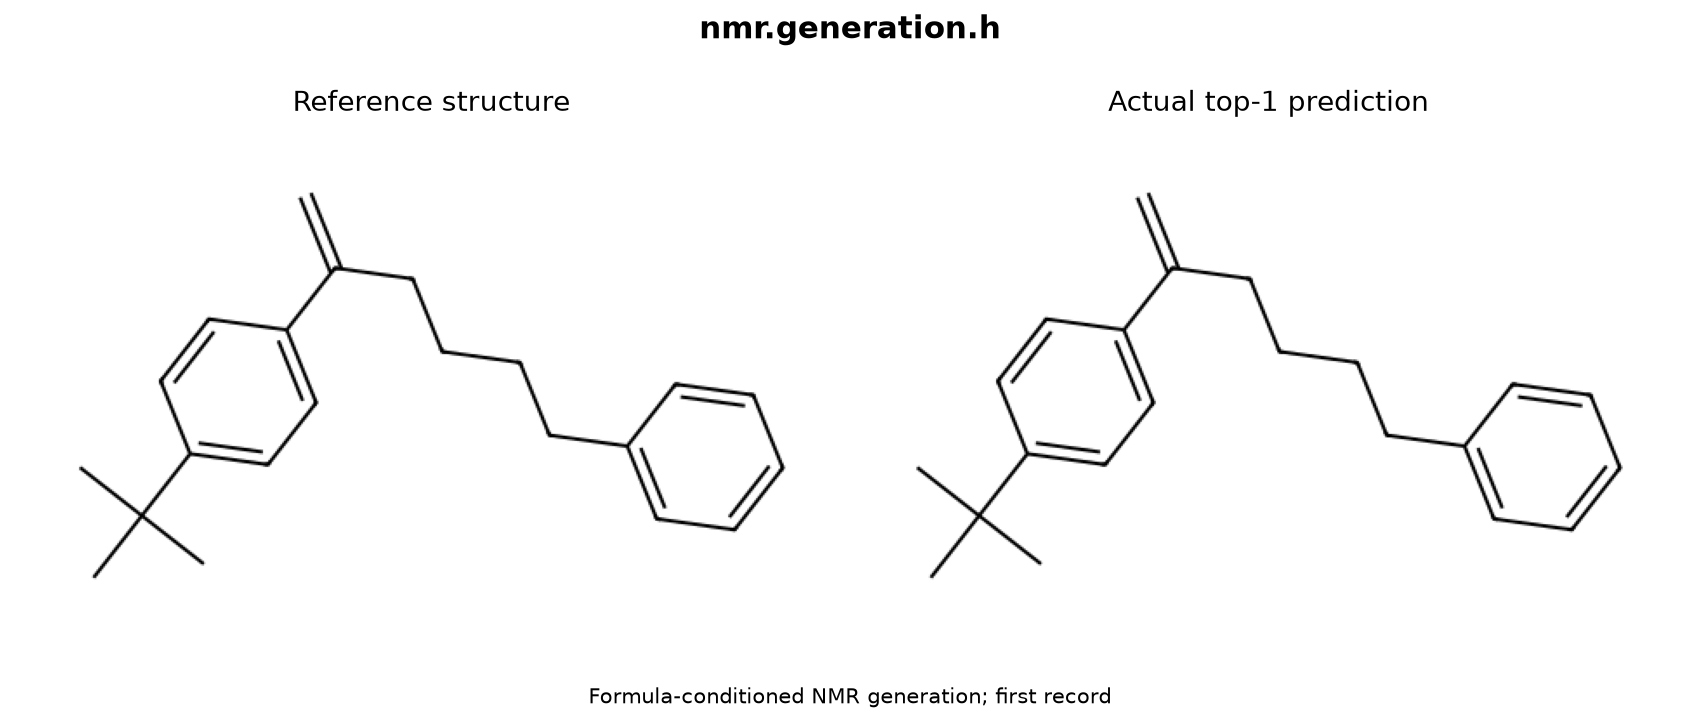 nmr.generation.h
Reference structure
Actual top-1 prediction
Formula-conditioned NMR generation; first record